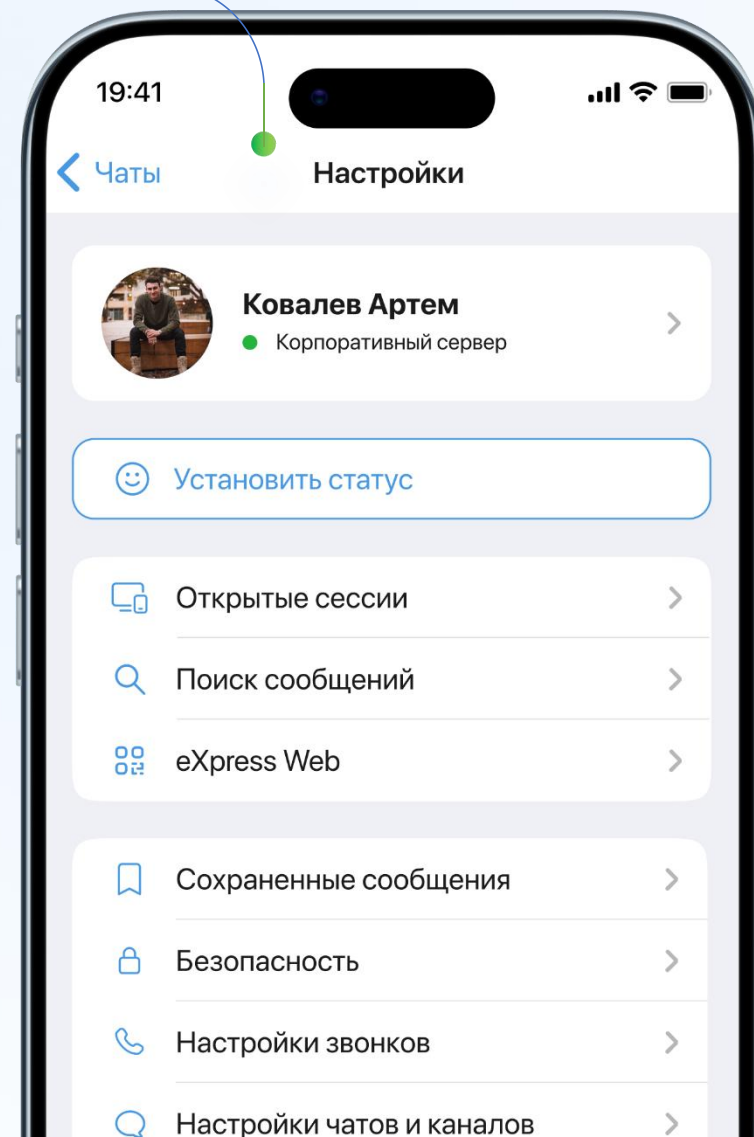 19:41
Чаты
Настройки
Ковалев Артем
Корпоративный сервер
Установить статус
Открытые сессии
Поиск сообщений
eXpress Web
Сохраненные сообщения
Безопасность
Настройки звонков
Настройки чатов и каналов